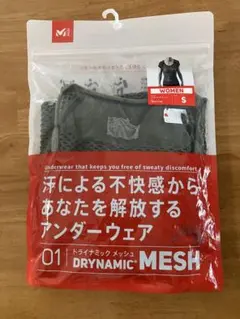 M
WOMEN
S
Underwear that keeps you free of sweaty discomfort
汗による不快感から
あなたを解放する
アンダーウェア
01
ドライナミック メッシュ
DRYNAMIC® MESH